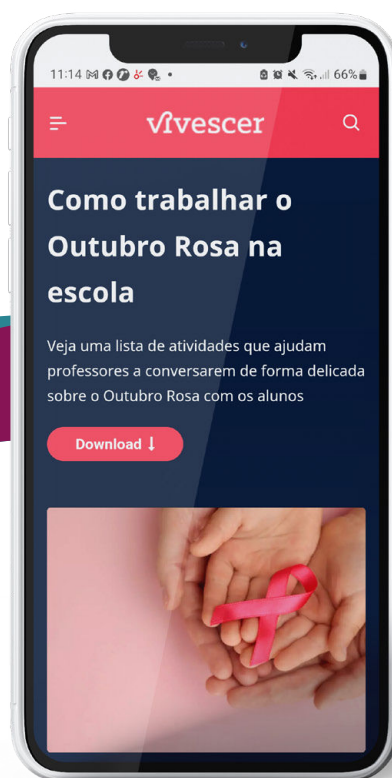 11:14 66%
vivescer
Como trabalhar o
Outubro Rosa na
escola
Veja uma lista de atividades que ajudam
professores a conversarem de forma delicada
sobre o Outubro Rosa com os alunos
Download